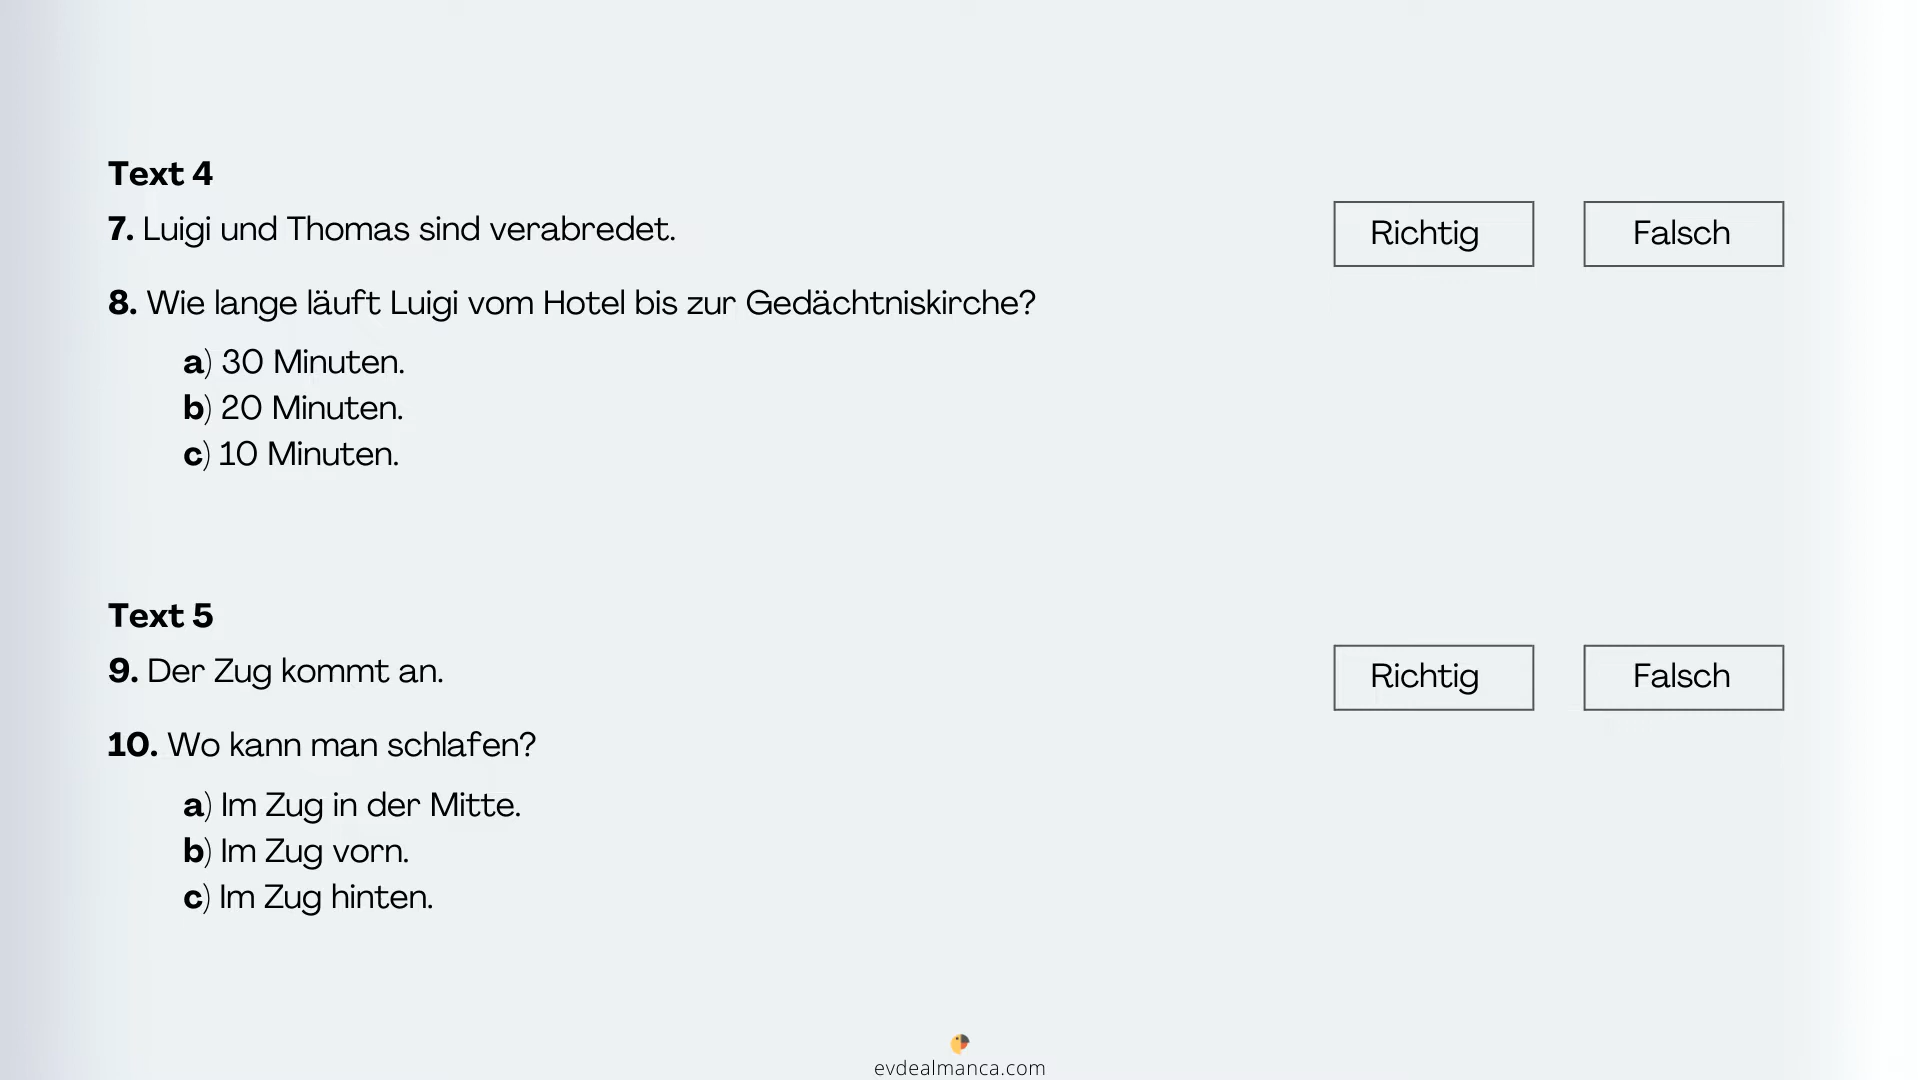 Text 4
7. Luigi und Thomas sind verabredet.
Richtig
Falsch
8. Wie lange läuft Luigi vom Hotel bis zur Gedächtniskirche?
a) 30 Minuten.
b) 20 Minuten.
c) 10 Minuten.
Text 5
9. Der Zug kommt an.
Richtig
Falsch
10. Wo kann man schlafen?
a) Im Zug in der Mitte.
b) Im Zug vorn.
c) Im Zug hinten.
evdealmanca.com